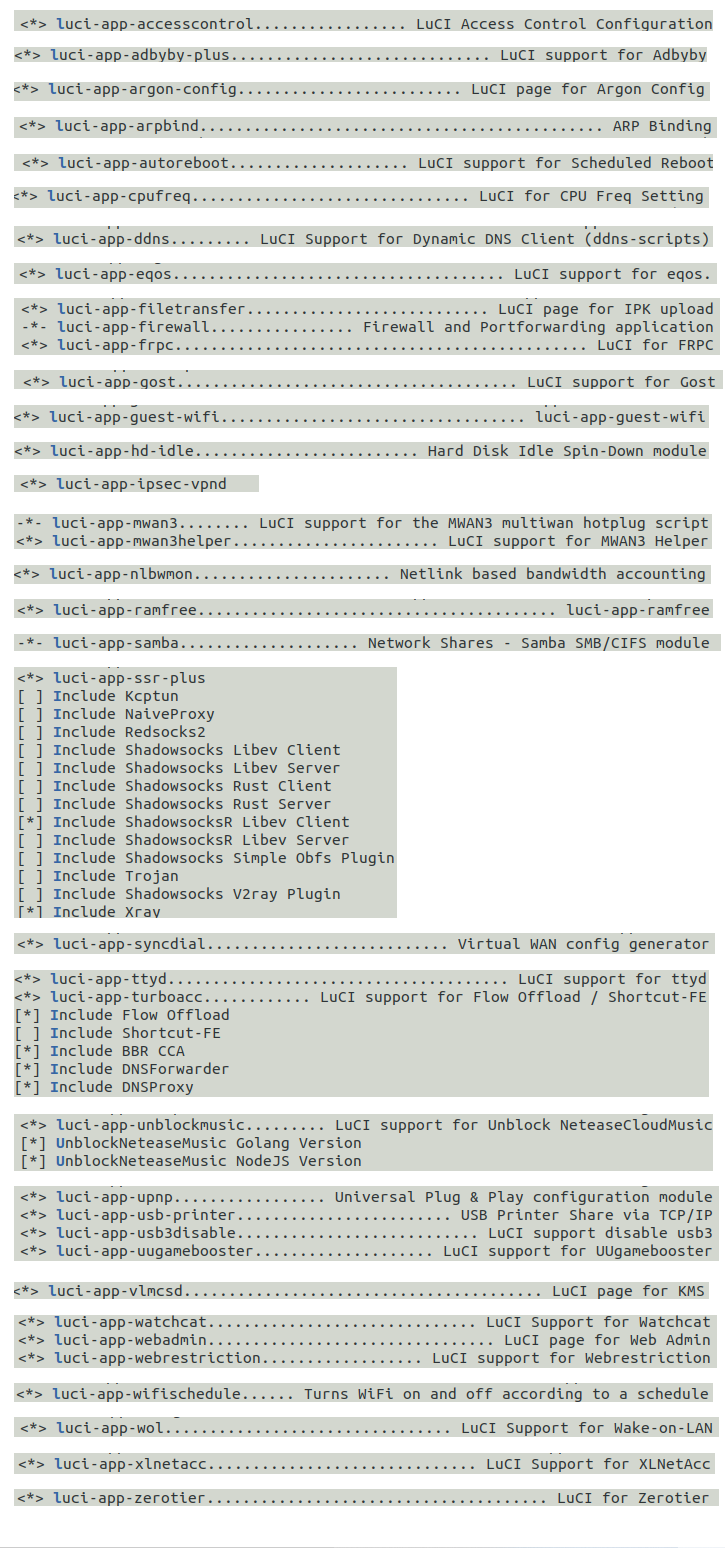 <*> luci-app-accesscontrol................. LuCI Access Control Configuration
<*> luci-app-adbyby-plus............................. LuCI support for Adbyby
<*> luci-app-argon-config......................... LuCI page for Argon Config
<*> luci-app-arpbind............................................. ARP Binding
<*> luci-app-autoreboot.................... LuCI support for Scheduled Reboot
<*> luci-app-cpufreq............................... LuCI for CPU Freq Setting
<*> luci-app-ddns......... LuCI Support for Dynamic DNS Client (ddns-scripts)
<*> luci-app-eqos..................................... LuCI support for eqos.
<*> luci-app-filetransfer........................... LuCI page for IPK upload
-*- luci-app-firewall................ Firewall and Portforwarding application
<*> luci-app-frpc.............................................. LuCI for FRPC
<*> luci-app-gost...................................... LuCI support for Gost
<*> luci-app-guest-wifi.................................. luci-app-guest-wifi
<*> luci-app-hd-idle......................... Hard Disk Idle Spin-Down module
<*> luci-app-ipsec-vpnd
-*- luci-app-mwan3........ LuCI support for the MWAN3 multiwan hotplug script
<*> luci-app-mwan3helper....................... LuCI support for MWAN3 Helper
<*> luci-app-nlbwmon...................... Netlink based bandwidth accounting
<*> luci-app-ramfree........................................ luci-app-ramfree
-*- luci-app-samba.................... Network Shares - Samba SMB/CIFS module
<*> luci-app-ssr-plus
[ ] Include Kcptun
[ ] Include NaiveProxy
[ ] Include Redsocks2
[ ] Include Shadowsocks Libev Client
[ ] Include Shadowsocks Libev Server
[ ] Include Shadowsocks Rust Client
[ ] Include Shadowsocks Rust Server
[*] Include ShadowsocksR Libev Client
[ ] Include ShadowsocksR Libev Server
[ ] Include Shadowsocks Simple Obfs Plugin
[ ] Include Trojan
[ ] Include Shadowsocks V2ray Plugin
[*] Include Xray
<*> luci-app-syncdial........................... Virtual WAN config generator
<*> luci-app-ttyd...................................... LuCI support for ttyd
<*> luci-app-turboacc............ LuCI support for Flow Offload / Shortcut-FE
[*] Include Flow Offload
[ ] Include Shortcut-FE
[*] Include BBR CCA
[*] Include DNSForwarder
[*] Include DNSProxy
<*> luci-app-unblockmusic......... LuCI support for Unblock NeteaseCloudMusic
[*] UnblockNeteaseMusic Golang Version
[*] UnblockNeteaseMusic NodeJS Version
<*> luci-app-upnp................. Universal Plug & Play configuration module
<*> luci-app-usb-printer........................ USB Printer Share via TCP/IP
<*> luci-app-usb3disable........................... LuCI support disable usb3
<*> luci-app-uugamebooster.................... LuCI support for UUgamebooster
<*> luci-app-vlmcsd........................................ LuCI page for KMS
<*> luci-app-watchcat.............................. LuCI Support for Watchcat
<*> luci-app-webadmin................................ LuCI page for Web Admin
<*> luci-app-webrestriction.................. LuCI support for Webrestriction
<*> luci-app-wifischedule...... Turns WiFi on and off according to a schedule
<*> luci-app-wol................................ LuCI Support for Wake-on-LAN
<*> luci-app-xlnetacc.............................. LuCI Support for XLNetAcc
<*> luci-app-zerotier...................................... LuCI for Zerotier